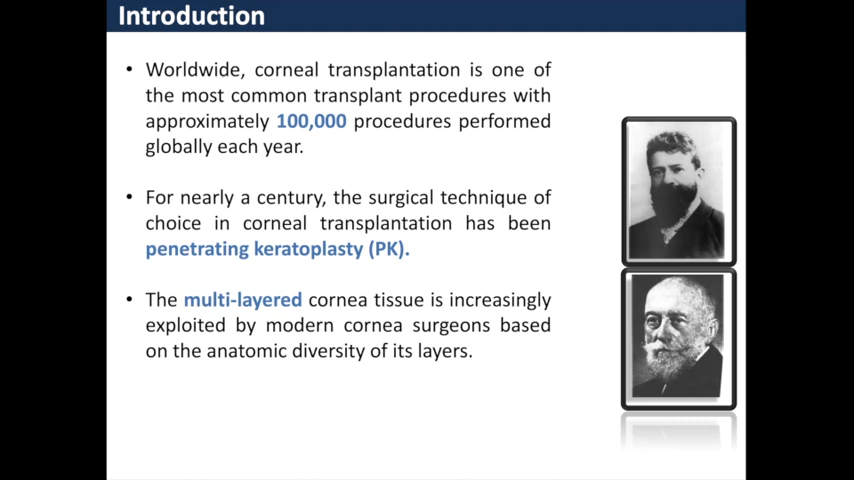 Introduction
• Worldwide, corneal transplantation is one of
the most common transplant procedures with
approximately 100,000 procedures performed
globally each year.
• For nearly a century, the surgical technique of
choice in corneal transplantation has been
penetrating keratoplasty (PK).
• The multi-layered cornea tissue is increasingly
exploited by modern cornea surgeons based
on the anatomic diversity of its layers.